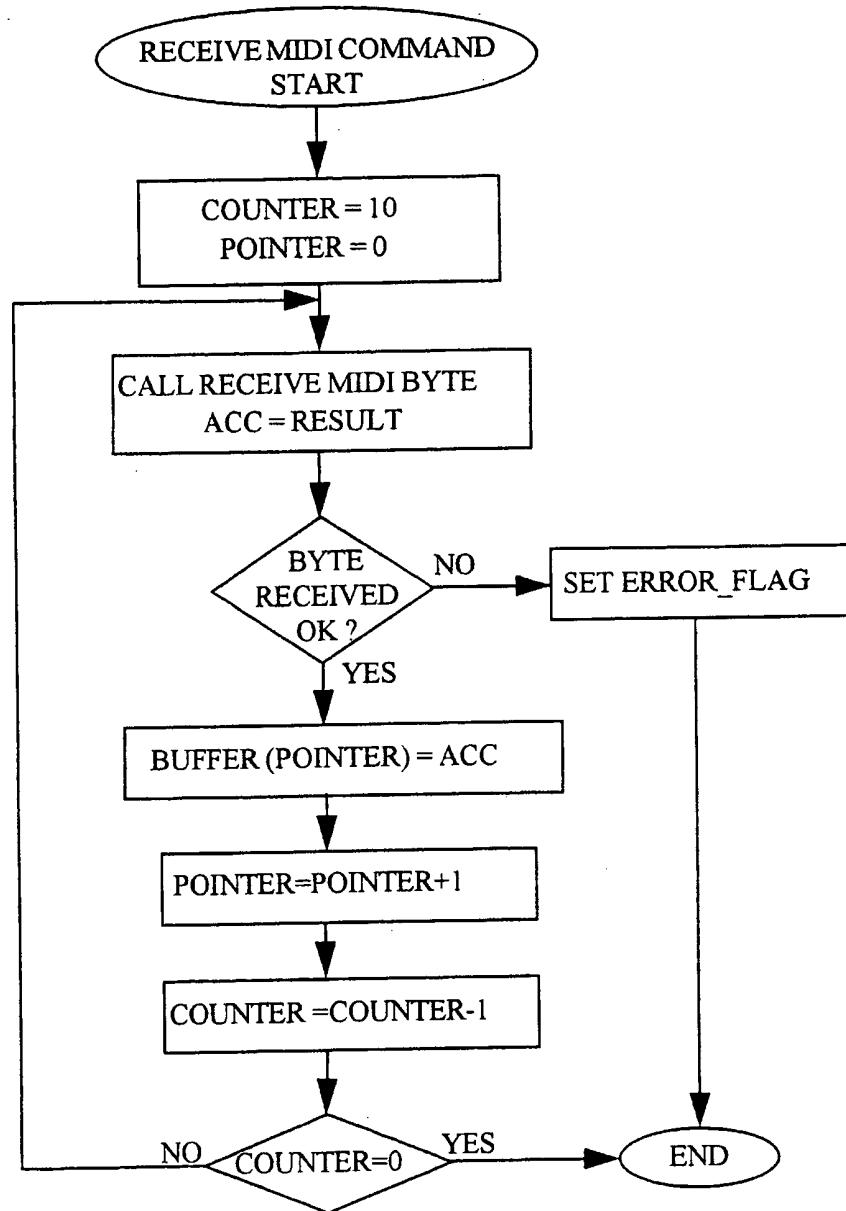 RECEIVE MIDI COMMAND
START
COUNTER = 10
POINTER = 0
CALL RECEIVE MIDI BYTE
ACC = RESULT
BYTE
RECEIVED
OK ?
NO
SET ERROR_FLAG
YES
BUFFER (POINTER) = ACC
POINTER=POINTER+1
COUNTER =COUNTER-1
NO
COUNTER=0
YES
END